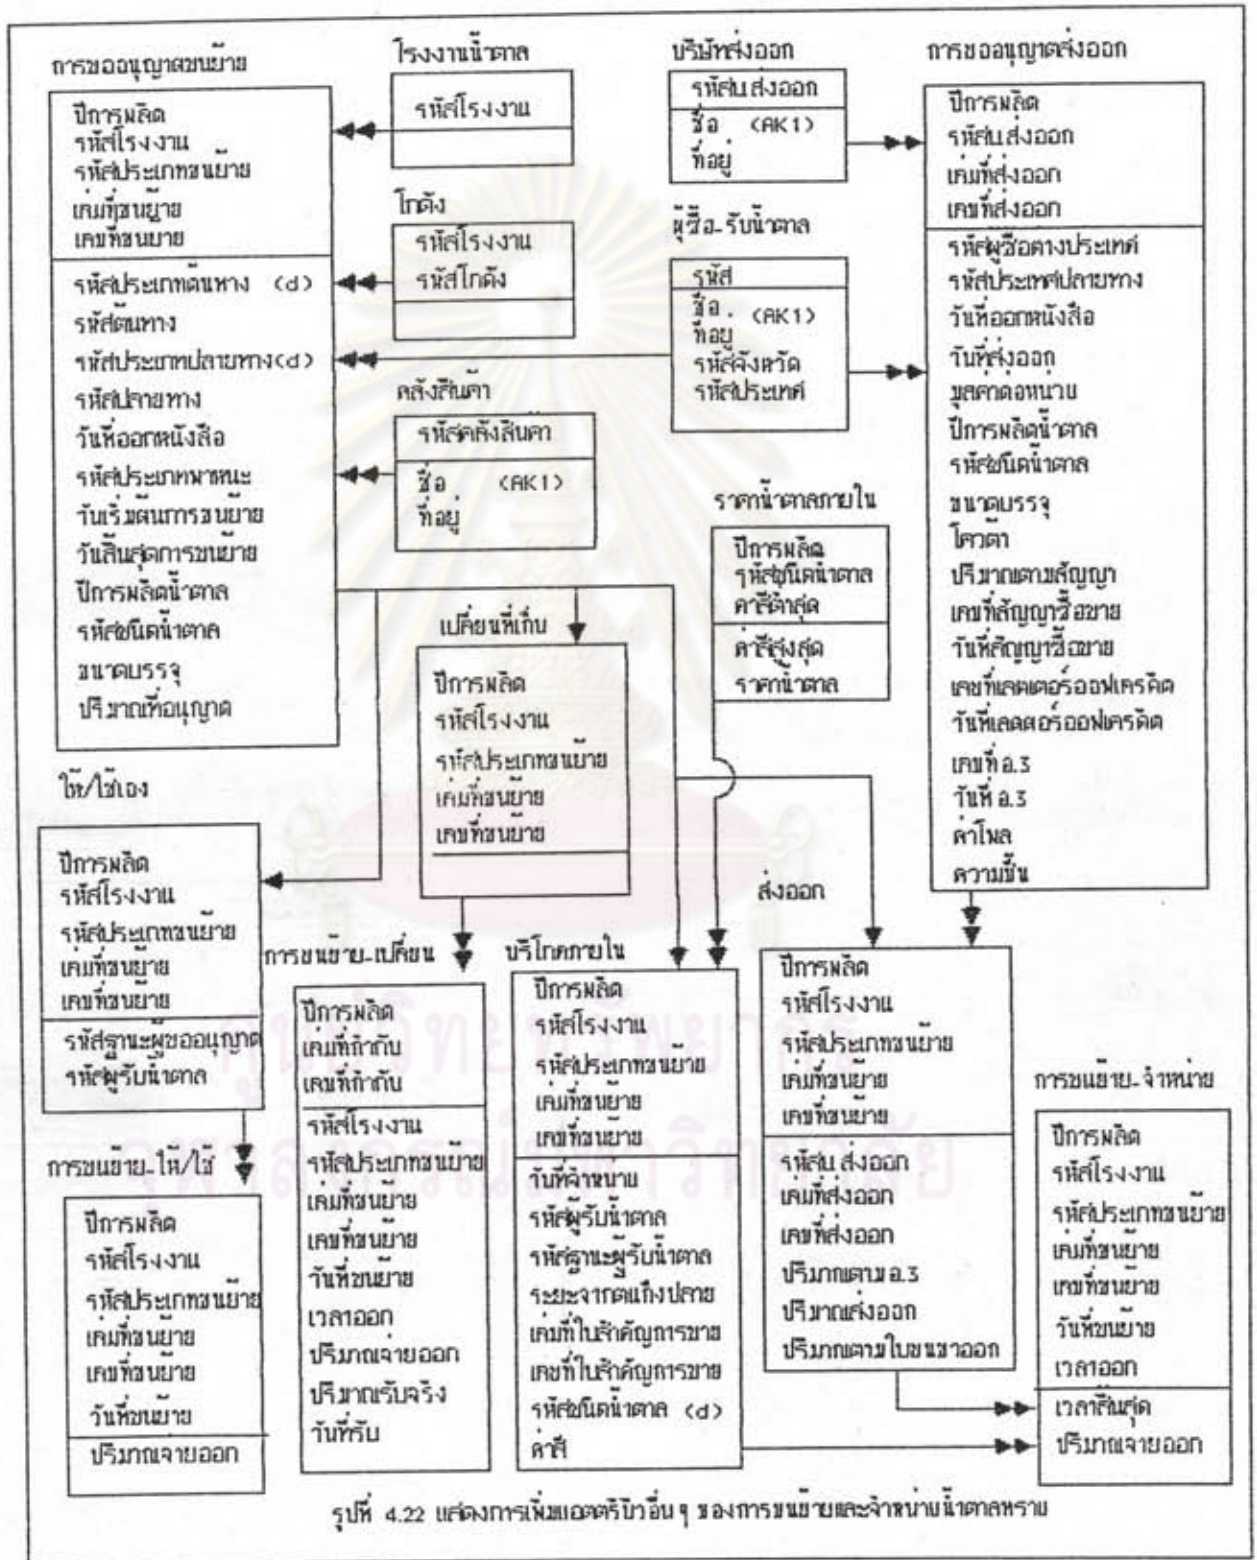 การขออนุญาตขนย้าย
ปีการผลิต
รหัสโรงงาน
รหัสประเภทขนย้าย
เล่มที่ขนย้าย
เลขที่ขนย้าย
รหัสประเภทต้นทาง (d)
รหัสต้นทาง
รหัสประเภทปลายทาง(d)
รหัสปลายทาง
วันที่ออกหนังสือ
รหัสประเภทพาหนะ
วันเริ่มต้นการขนย้าย
วันสิ้นสุดการขนย้าย
ปีการผลิตน้ำตาล
รหัสชนิดน้ำตาล
ขนาดบรรจุ
ปริมาณที่อนุญาต
โรงงานน้ำตาล
รหัสโรงงาน
โกดัง
รหัสโรงงาน
รหัสโกดัง
คลังสินค้า
รหัสคลังสินค้า
ชื่อ (AK1)
ที่อยู่
บริษัทส่งออก
รหัสบ.ส่งออก
ชื่อ (AK1)
ที่อยู่
ผู้ซื้อ-รับน้ำตาล
รหัส
ชื่อ. (AK1)
ที่อยู่
รหัสจังหวัด
รหัสประเทศ
การขออนุญาตส่งออก
ปีการผลิต
รหัสบ.ส่งออก
เล่มที่ส่งออก
เลขที่ส่งออก
รหัสผู้ซื้อต่างประเทศ
รหัสประเทศปลายทาง
วันที่ออกหนังสือ
วันที่ส่งออก
มูลค่าต่อหน่วย
ปีการผลิตน้ำตาล
รหัสชนิดน้ำตาล
ขนาดบรรจุ
โควต้า
ปริมาณตามสัญญา
เลขที่สัญญาซื้อขาย
วันที่สัญญาซื้อขาย
เลขที่เลตเตอร์ออฟเครดิต
วันที่เลตเตอร์ออฟเครดิต
เลขที่ อ.3
วันที่ อ.3
ค่าโพล
ความชื้น
ราคาน้ำตาลภายใน
ปีการผลิต
รหัสชนิดน้ำตาล
ค่าสีต่ำสุด
ค่าสีสูงสุด
ราคาน้ำตาล
เปลี่ยนที่เก็บ
ปีการผลิต
รหัสโรงงาน
รหัสประเภทขนย้าย
เล่มที่ขนย้าย
เลขที่ขนย้าย
ให้/ใช้เอง
ปีการผลิต
รหัสโรงงาน
รหัสประเภทขนย้าย
เล่มที่ขนย้าย
เลขที่ขนย้าย
รหัสฐานะผู้ขออนุญาต
รหัสผู้รับน้ำตาล
การขนย้าย-ให้/ใช้
ปีการผลิต
รหัสโรงงาน
รหัสประเภทขนย้าย
เล่มที่ขนย้าย
เลขที่ขนย้าย
วันที่ขนย้าย
ปริมาณจ่ายออก
การขนย้าย-เปลี่ยน
ปีการผลิต
เล่มที่กำกับ
เลขที่กำกับ
รหัสโรงงาน
รหัสประเภทขนย้าย
เล่มที่ขนย้าย
เลขที่ขนย้าย
วันที่ขนย้าย
เวลาออก
ปริมาณจ่ายออก
ปริมาณรับจริง
วันที่รับ
บริโภคภายใน
ปีการผลิต
รหัสโรงงาน
รหัสประเภทขนย้าย
เล่มที่ขนย้าย
เลขที่ขนย้าย
วันที่จำหน่าย
รหัสผู้รับน้ำตาล
รหัสฐานะผู้รับน้ำตาล
ระยะจากต้นถึงปลาย
เล่มที่ใบสำคัญการขาย
เลขที่ใบสำคัญการขาย
รหัสชนิดน้ำตาล (d)
ค่าสี
ส่งออก
ปีการผลิต
รหัสโรงงาน
รหัสประเภทขนย้าย
เล่มที่ขนย้าย
เลขที่ขนย้าย
รหัสบ.ส่งออก
เล่มที่ส่งออก
เลขที่ส่งออก
ปริมาณตาม อ.3
ปริมาณส่งออก
ปริมาณตามใบขนขาออก
การขนย้าย-จำหน่าย
ปีการผลิต
รหัสโรงงาน
รหัสประเภทขนย้าย
เล่มที่ขนย้าย
เลขที่ขนย้าย
วันที่ขนย้าย
เวลาออก
เวลาสิ้นสุด
ปริมาณจ่ายออก
ศูนย์วิทยทรัพยากร
จุฬาลงกรณ์มหาวิทยาลัย
รูปที่ 4.22 แสดงการเพิ่มแอตตริบิวอื่น ๆ ของการขนย้ายและจำหน่ายน้ำตาลทราย